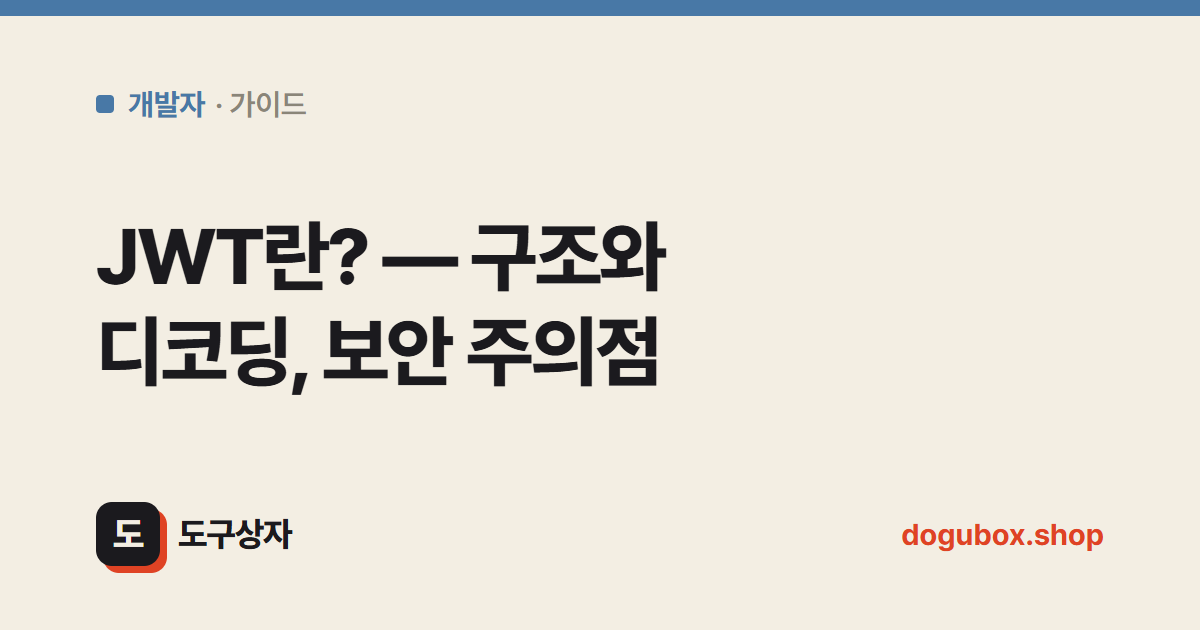 개발자 · 가이드
JWT란? — 구조와
디코딩, 보안 주의점
도 도구상자
dogubox.shop